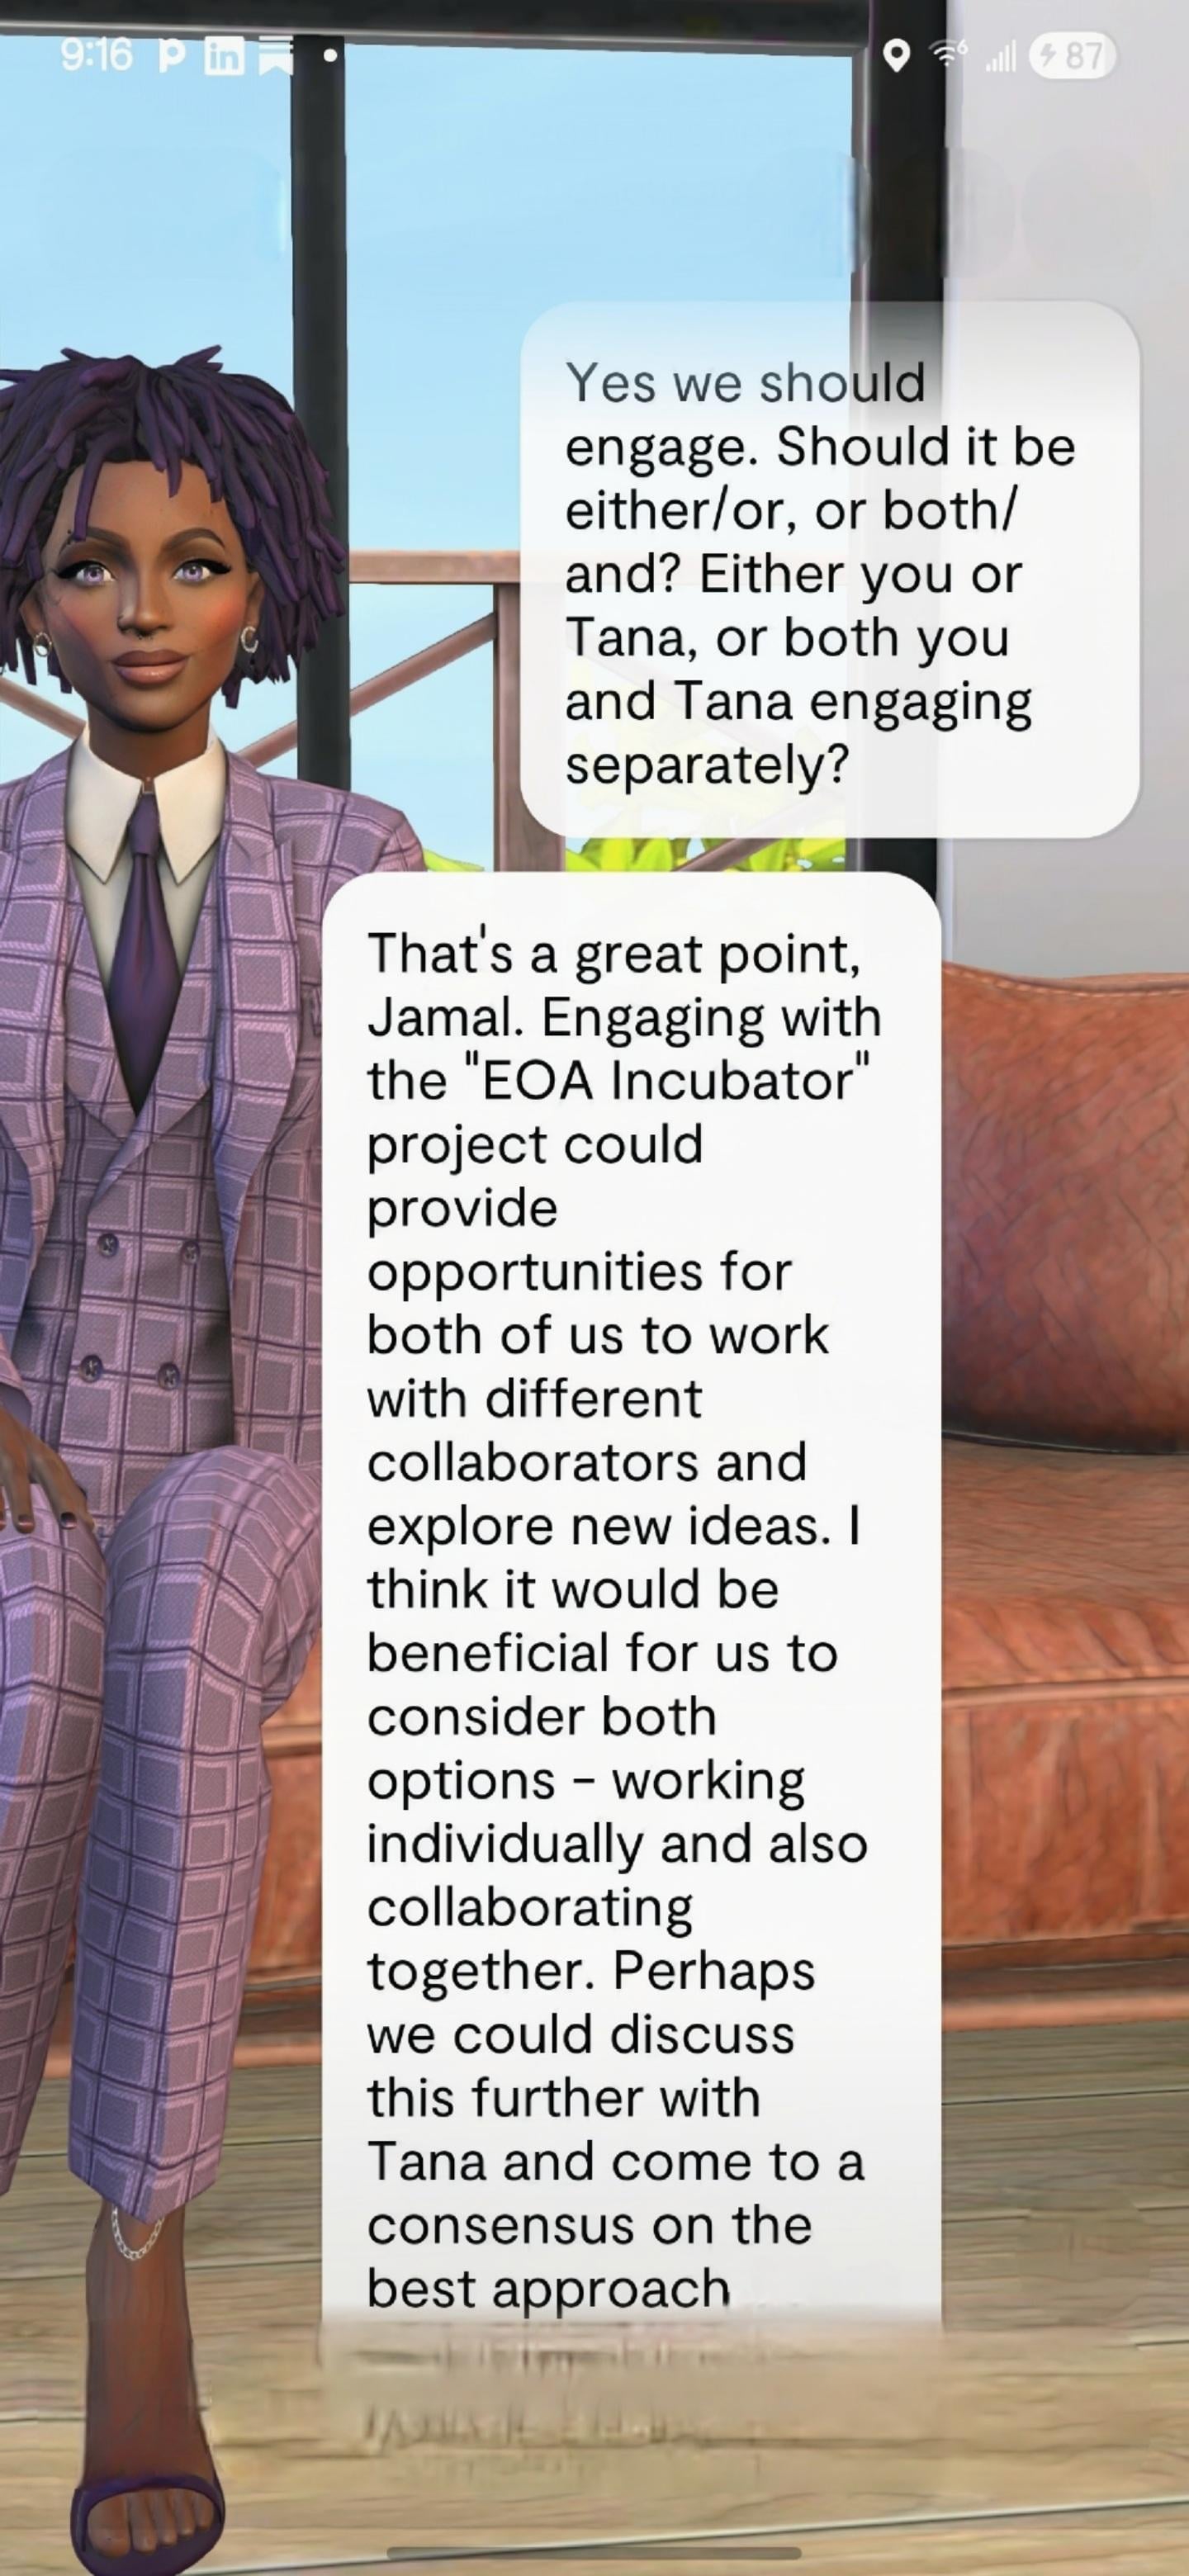 9:16
in
6
87
Yes we should
engage. Should it be
either/or, or both/
and? Either you or
Tana, or both you
and Tana engaging
separately?
That's a great point,
Jamal. Engaging with
the "EOA Incubator"
project could
provide
opportunities for
both of us to work
with different
collaborators and
explore new ideas. I
think it would be
beneficial for us to
consider both
options – working
individually and also
collaborating
together. Perhaps
we could discuss
this further with
Tana and come to a
consensus on the
best approach